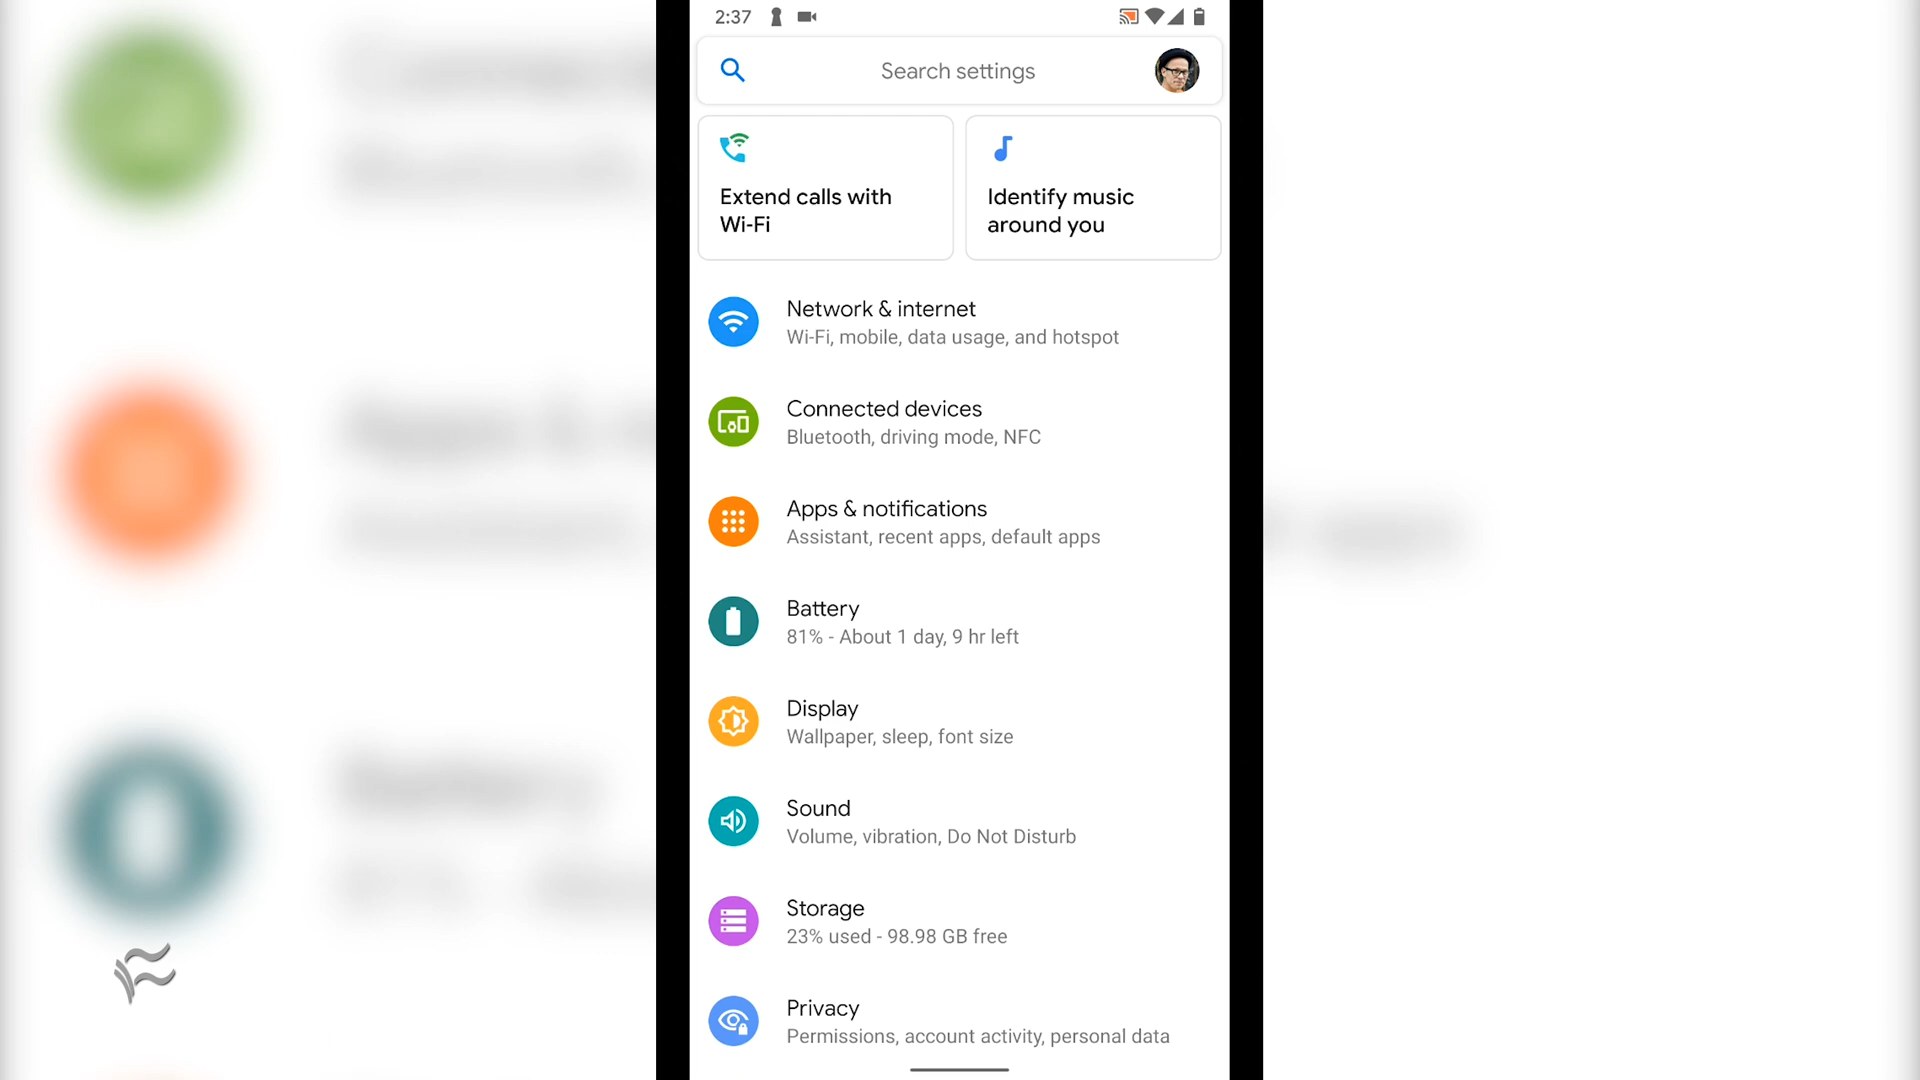 2:37
Search settings
Extend calls with
Wi-Fi
Identify music
around you
Network & internet
Wi-Fi, mobile, data usage, and hotspot
Connected devices
Bluetooth, driving mode, NFC
Apps & notifications
Assistant, recent apps, default apps
Battery
81% - About 1 day, 9 hr left
Display
Wallpaper, sleep, font size
Sound
Volume, vibration, Do Not Disturb
Storage
23% used - 98.98 GB free
Privacy
Permissions, account activity, personal data